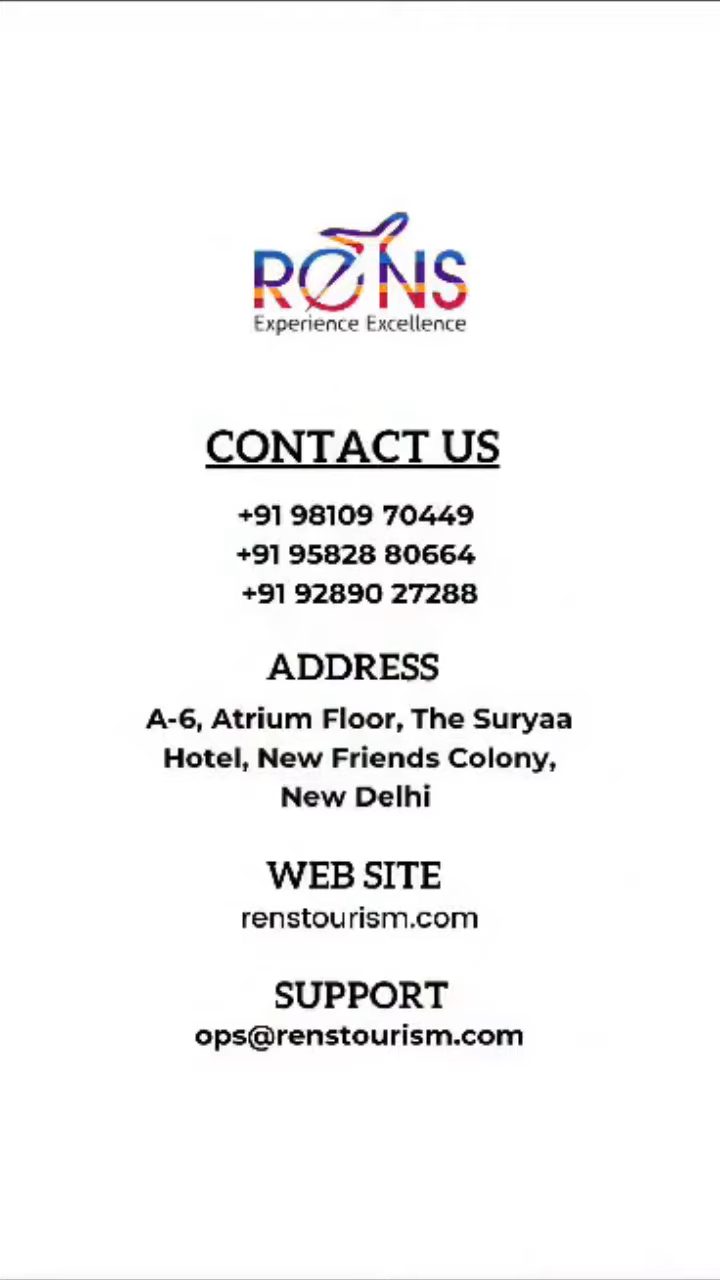 RENS
Experience Excellence
CONTACT US
+91 98109 70449
+91 95828 80664
+91 92890 27288
ADDRESS
A-6, Atrium Floor, The Suryaa
Hotel, New Friends Colony,
New Delhi
WEB SITE
renstourism.com
SUPPORT
ops@renstourism.com